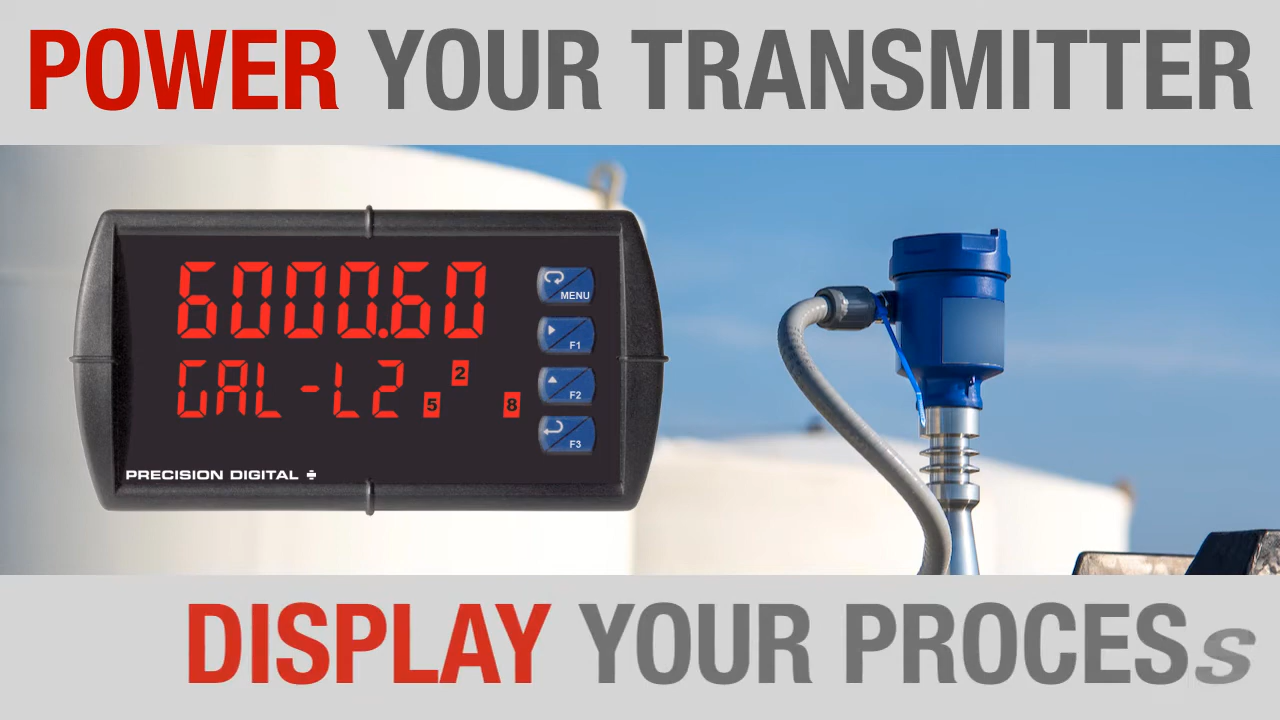 POWER YOUR TRANSMITTER
6000.60
MENU
F1
GAL-L2
2
5
8
F2
F3
PRECISION DIGITAL
DISPLAY YOUR PROCESS